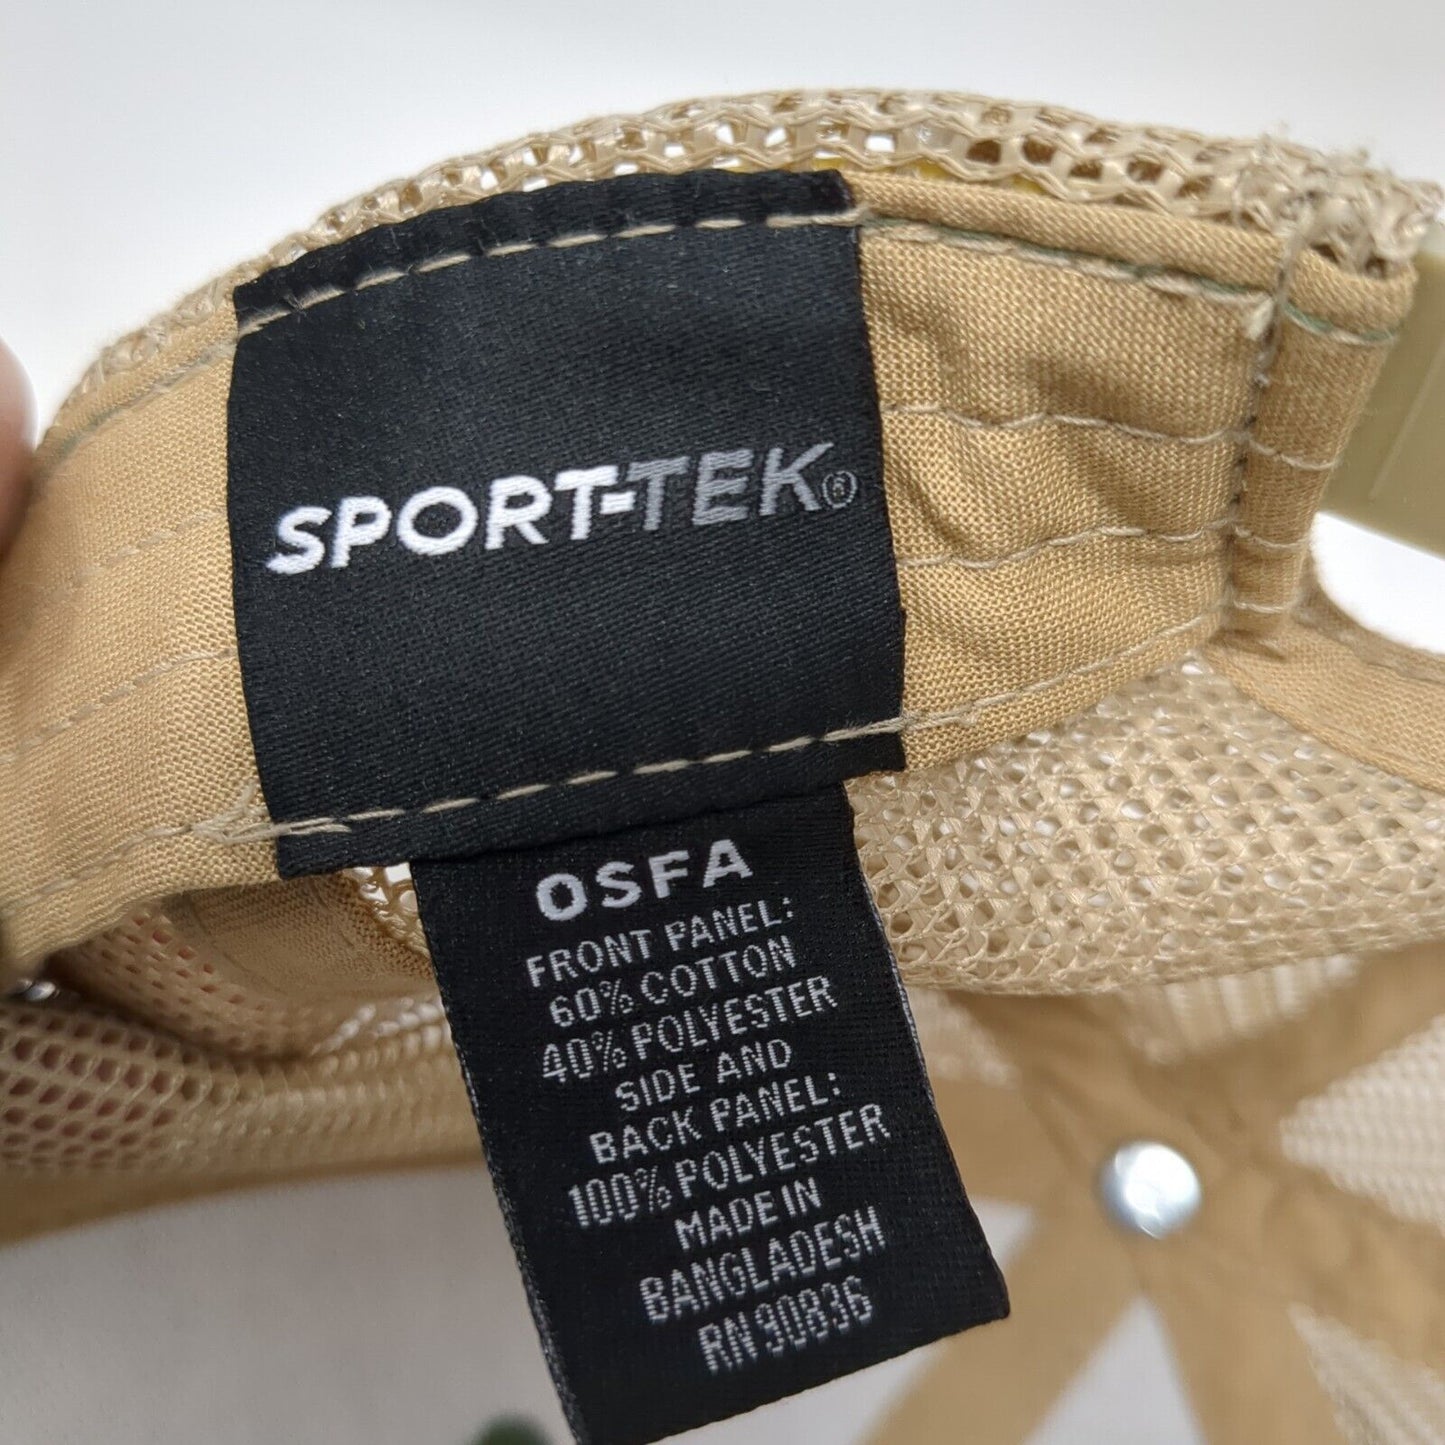 SPORT-TEK®
OSFA
FRONT PANEL:
60% COTTON
40% POLYESTER
SIDE AND
BACK PANEL:
100% POLYESTER
MADE IN
BANGLADESH
RN 90836